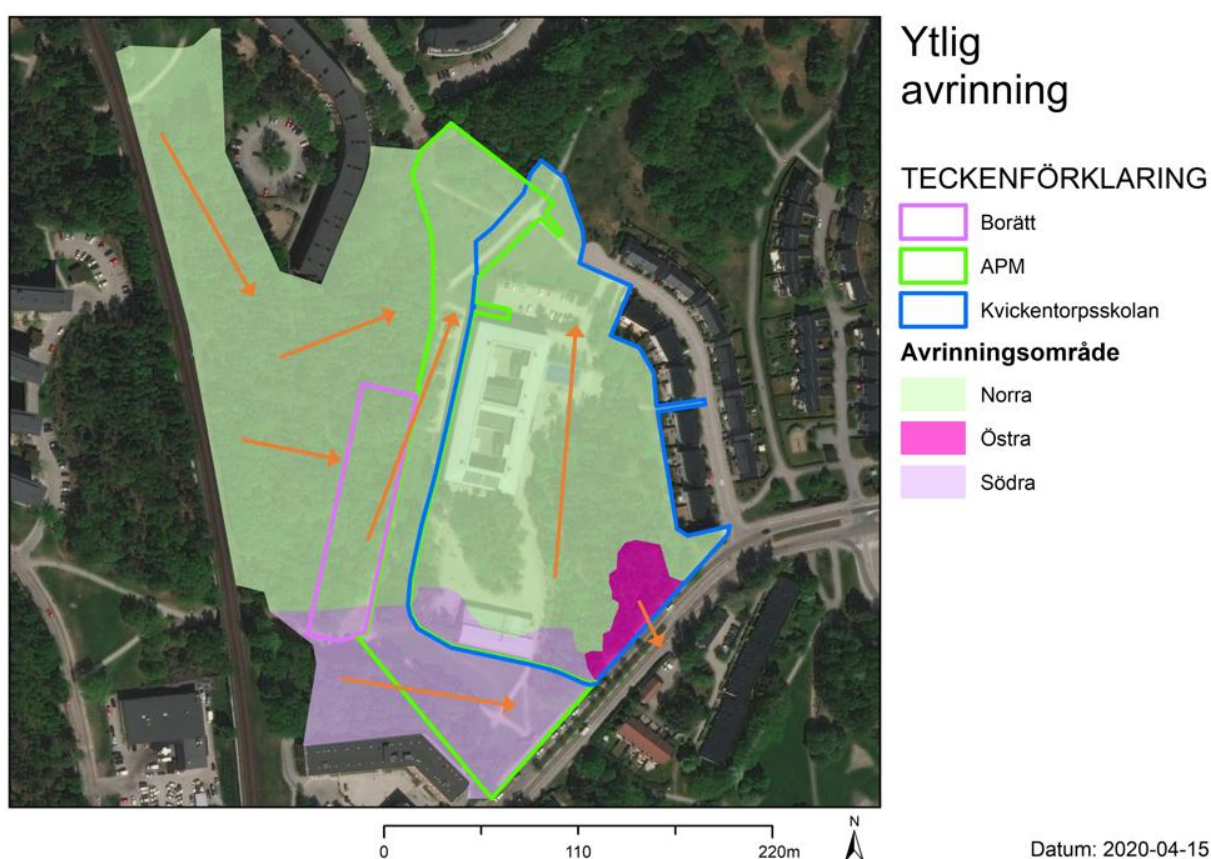 Ytlig
avrinning
TECKENFÖRKLARING
Borätt
APM
Kvickentorpsskolan
Avrinningsområde
Norra
Östra
Södra
0 110 220m
N
Datum: 2020-04-15